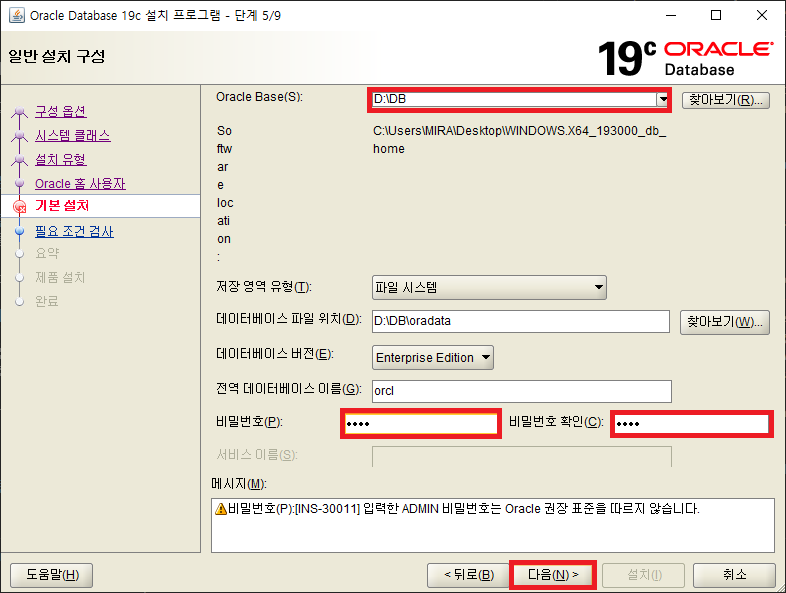 Oracle Database 19c 설치 프로그램 - 단계 5/9
일반 설치 구성
19c ORACLE
Database
구성 옵션
시스템 클래스
설치 유형
Oracle 홈 사용자
기본 설치
필요 조건 검사
요약
제품 설치
완료
Oracle Base(S): D:\DB 찾아보기(R)...
So
ftw
ar
e
loc
ati
on
:
C:\Users\MIRA\Desktop\WINDOWS.X64_193000_db_
home
저장 영역 유형(T): 파일 시스템
데이터베이스 파일 위치(D): D:\DB\oradata 찾아보기(W)...
데이터베이스 버전(E): Enterprise Edition
전역 데이터베이스 이름(G): orcl
비밀번호(P): •••• 비밀번호 확인(C): ••••
서비스 이름(S):
메시지(M):
비밀번호(P):[INS-30011] 입력한 ADMIN 비밀번호는 Oracle 권장 표준을 따르지 않습니다.
도움말(H) < 뒤로(B) 다음(N) > 설치(I) 취소